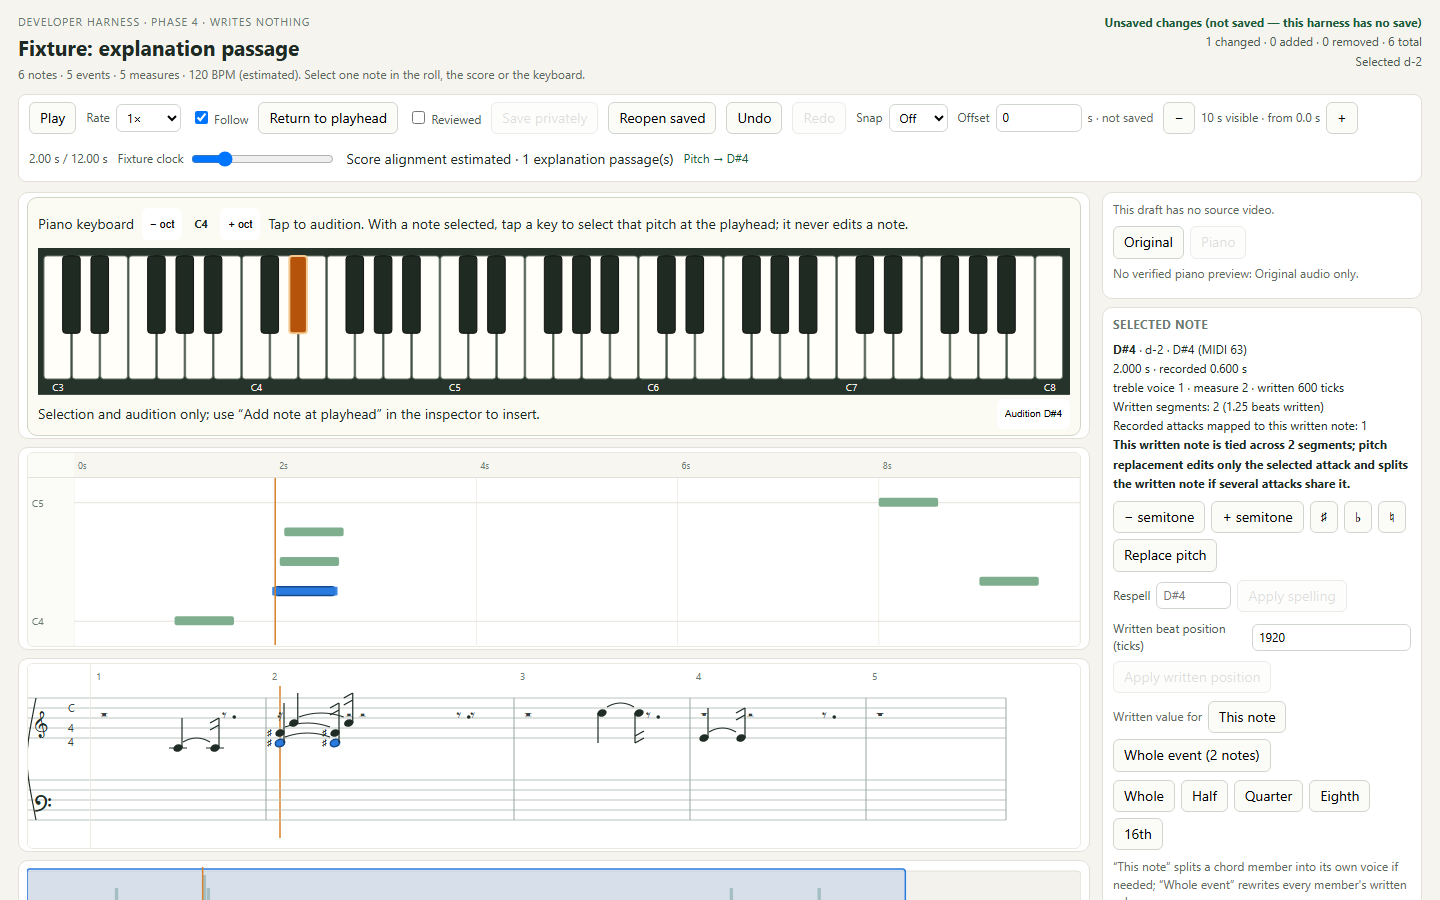 DEVELOPER HARNESS · PHASE 4 · WRITES NOTHING
Fixture: explanation passage
6 notes · 5 events · 5 measures · 120 BPM (estimated). Select one note in the roll, the score or the keyboard.
Unsaved changes (not saved — this harness has no save)
1 changed · 0 added · 0 removed · 6 total
Selected d-2
Play Rate 1× Follow Return to playhead Reviewed Save privately Reopen saved Undo Redo Snap Off Offset 0 s · not saved − 10 s visible · from 0.0 s +
2.00 s / 12.00 s Fixture clock Score alignment estimated · 1 explanation passage(s) Pitch → D#4
Piano keyboard − oct C4 + oct Tap to audition. With a note selected, tap a key to select that pitch at the playhead; it never edits a note.
C3 C4 C5 C6 C7 C8
Selection and audition only; use “Add note at playhead” in the inspector to insert. Audition D#4
0s 2s 4s 6s 8s
C5
C4
1 2 3 4 5
C
4
4
This draft has no source video.
Original Piano
No verified piano preview: Original audio only.
SELECTED NOTE
D#4 · d-2 · D#4 (MIDI 63)
2.000 s · recorded 0.600 s
treble voice 1 · measure 2 · written 600 ticks
Written segments: 2 (1.25 beats written)
Recorded attacks mapped to this written note: 1
This written note is tied across 2 segments; pitch
replacement edits only the selected attack and splits
the written note if several attacks share it.
− semitone + semitone ♯ ♭ ♮
Replace pitch
Respell D#4 Apply spelling
Written beat position
(ticks) 1920
Apply written position
Written value for This note
Whole event (2 notes)
Whole Half Quarter Eighth
16th
“This note” splits a chord member into its own voice if
needed; “Whole event” rewrites every member's written